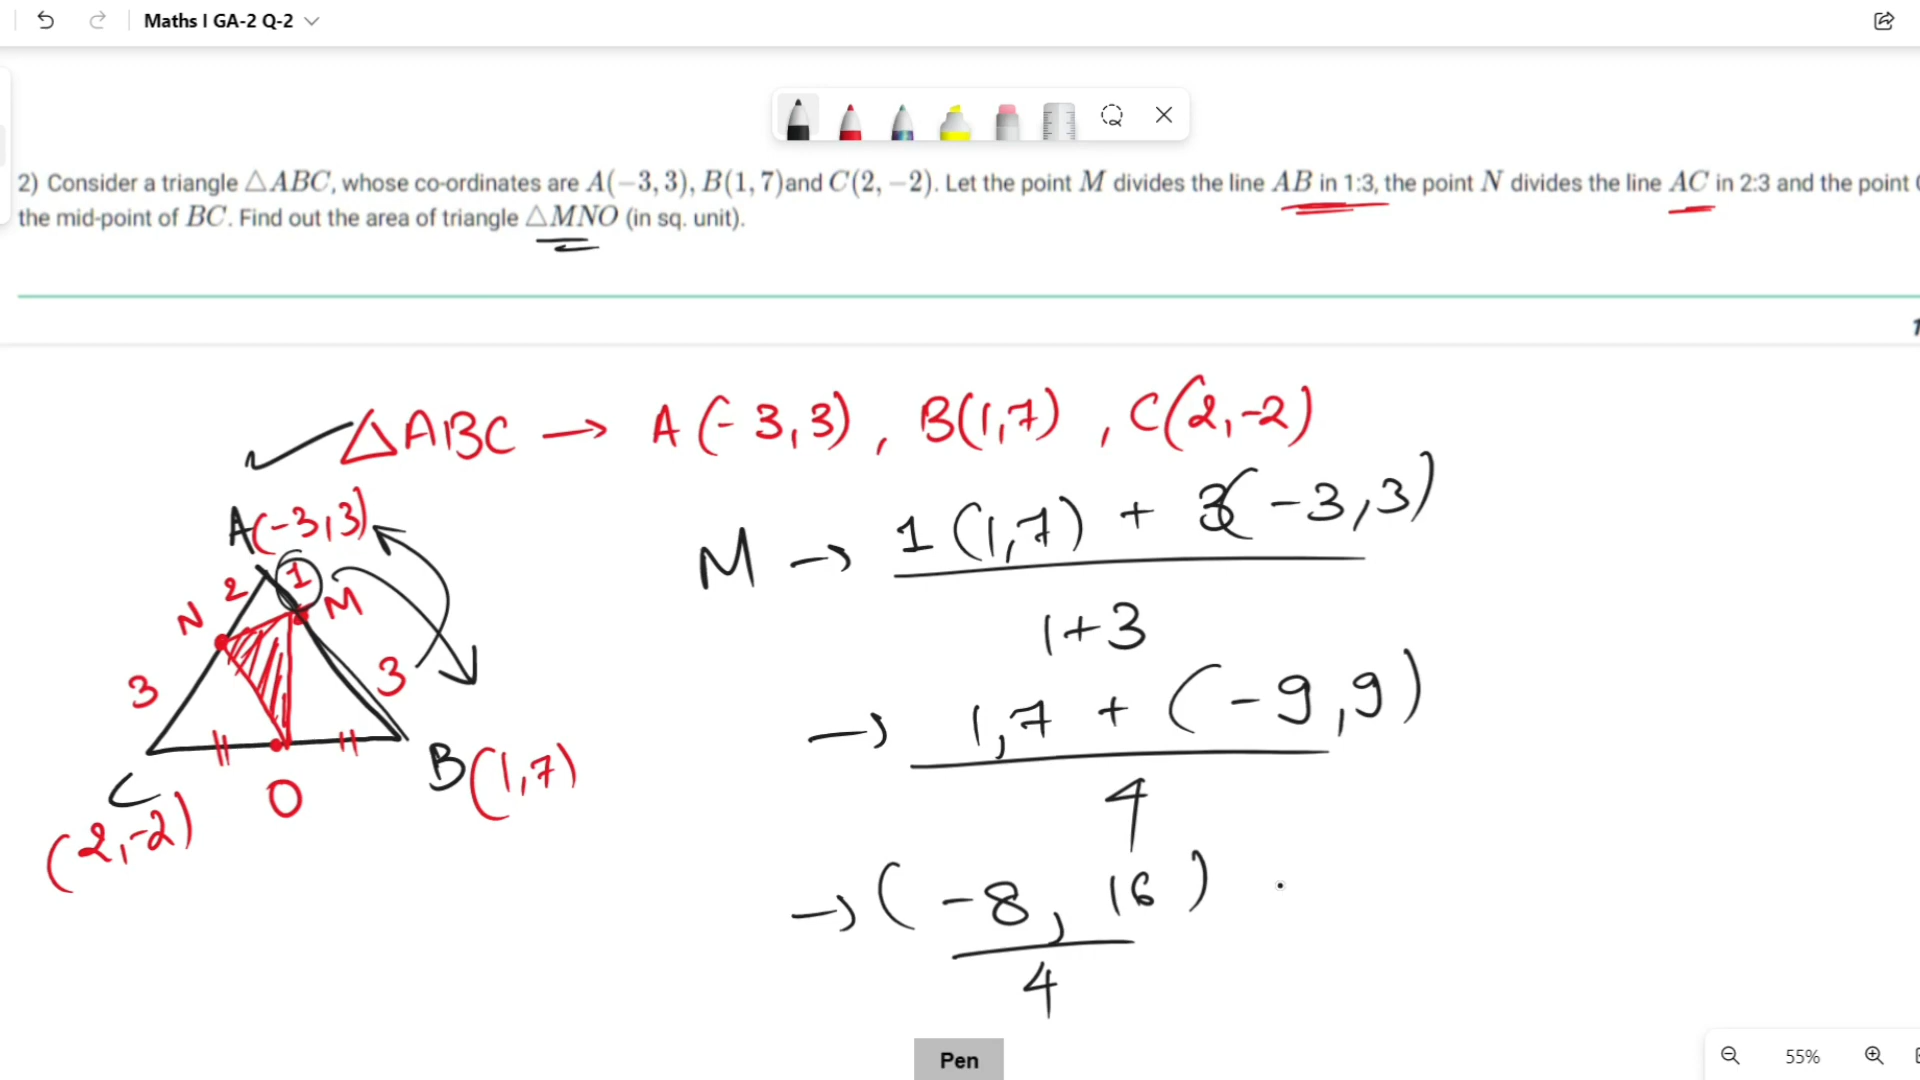 Maths I GA-2 Q-2
2) Consider a triangle △ABC, whose co-ordinates are A(−3, 3), B(1, 7)and C(2, −2). Let the point M divides the line AB in 1:3, the point N divides the line AC in 2:3 and the point
the mid-point of BC. Find out the area of triangle △MNO (in sq. unit).
△ABC → A(-3,3), B(1,7), C(2,-2)
A(-3,3)
2
1
N
M
3
3
C
(2,-2)
O
B(1,7)
M → 1(1,7) + 3(-3,3)
1+3
→ 1,7 + (-9,9)
4
→ (-8, 16)
4
Pen
55%